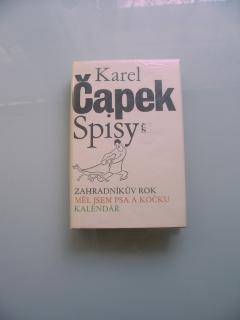 Karel
Čapek
Spisy
ZAHRADNÍKŮV ROK
MĚL JSEM PSA A KOČKU
KALENDÁŘ